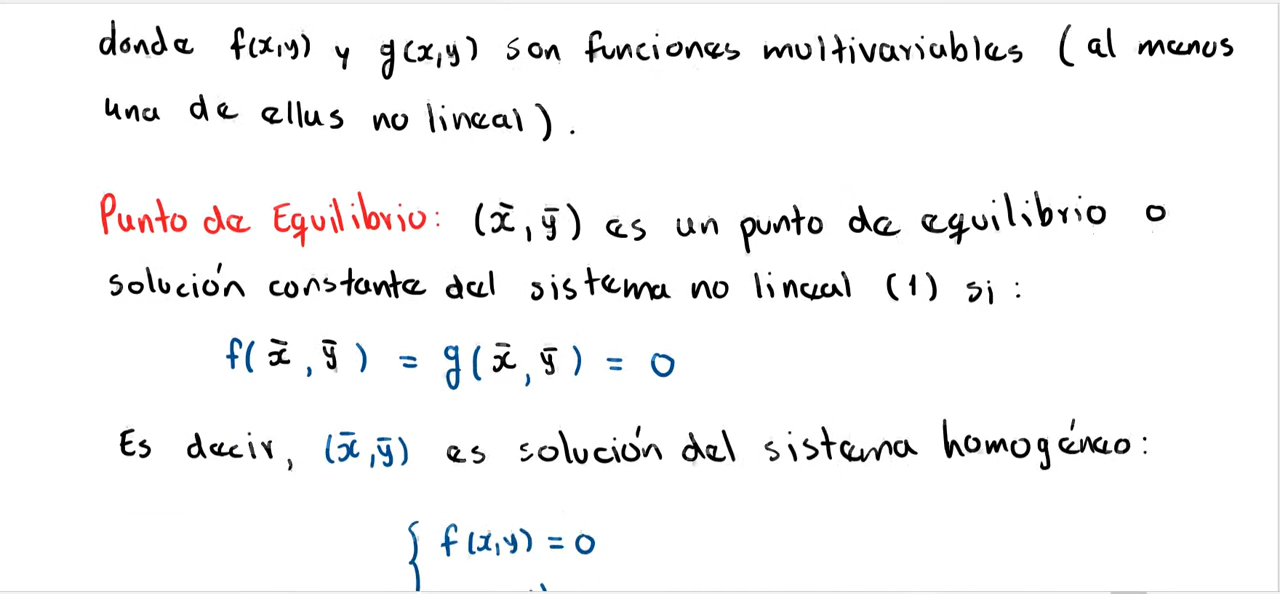 donde f(x,y) y g(x,y) son funciones multivariables (al menos
una de ellas no lineal).
Punto de Equilibrio: (x̄,ȳ) es un punto de equilibrio o
solución constante del sistema no lineal (1) si:
f(x̄,ȳ) = g(x̄,ȳ) = 0
Es decir, (x̄,ȳ) es solución del sistema homogéneo:
{ f(x,y) = 0